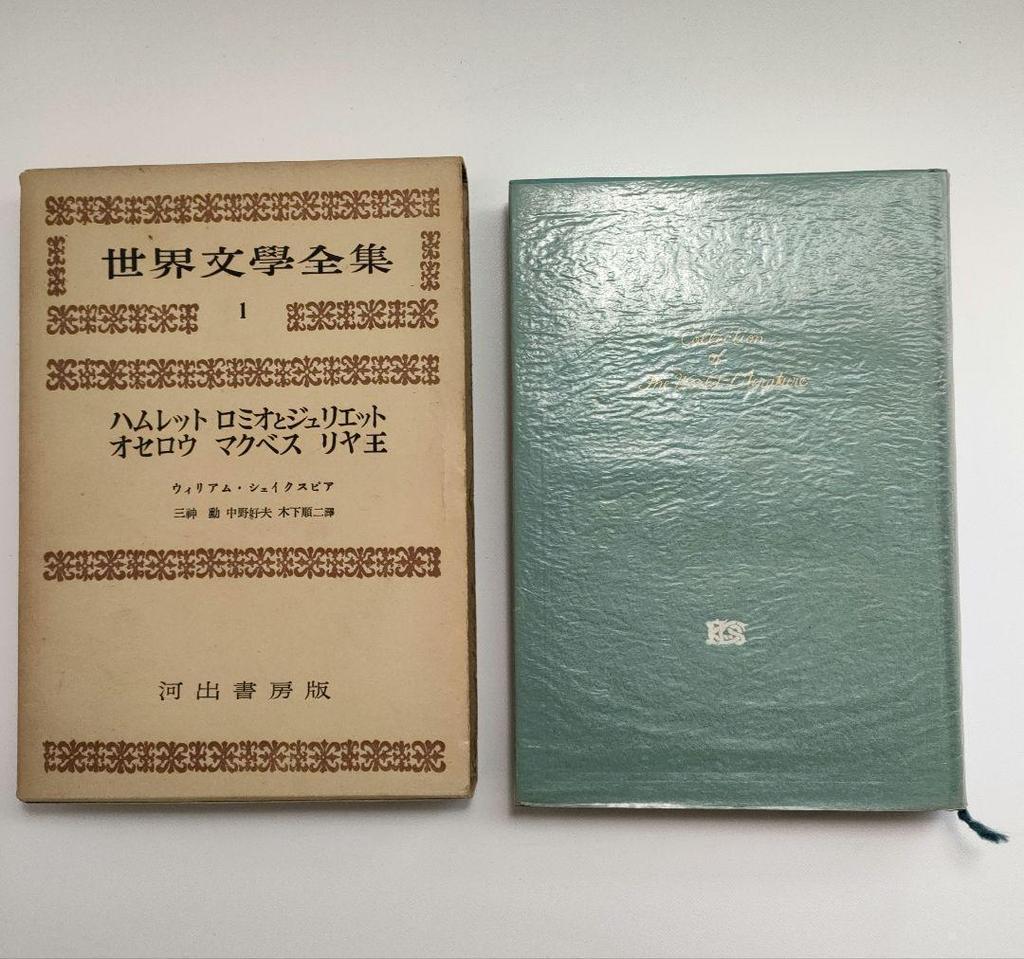 世界文學全集
1
ハムレット ロミオとジュリエット
オセロウ マクベス リヤ王
ウィリアム・シェイクスピア
三神 勳 中野好夫 木下順二譯
河出書房版
Collection
of
The World's Literature
KSS